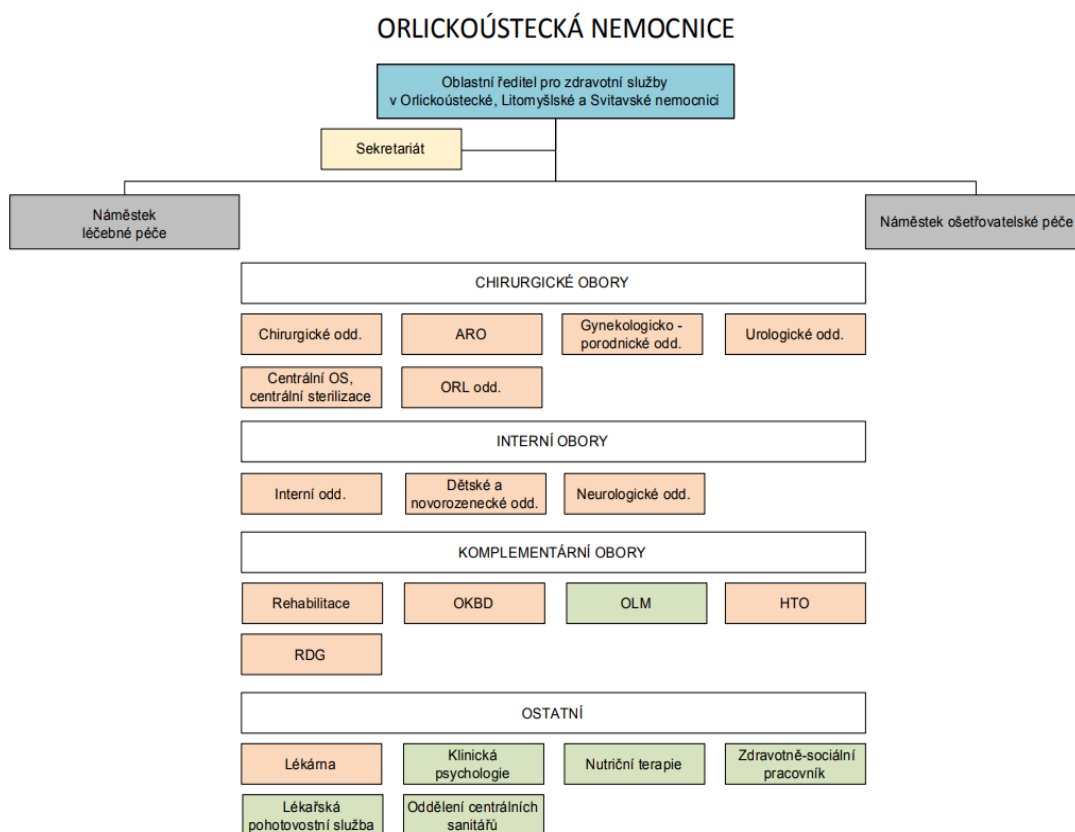 ORLICKOÚSTECKÁ NEMOCNICE
Oblastní ředitel pro zdravotní služby
v Orlickoústecké, Litomyšlské a Svitavské nemocnici
Sekretariát
Náměstek
léčebné péče
Náměstek ošetřovatelské péče
CHIRURGICKÉ OBORY
Chirurgické odd.
ARO
Gynekologicko -
porodnické odd.
Urologické odd.
Centrální OS,
centrální sterilizace
ORL odd.
INTERNÍ OBORY
Interní odd.
Dětské a
novorozenecké odd.
Neurologické odd.
KOMPLEMENTÁRNÍ OBORY
Rehabilitace
OKBD
OLM
HTO
RDG
OSTATNÍ
Lékárna
Klinická
psychologie
Nutriční terapie
Zdravotně-sociální
pracovník
Lékařská
pohotovostní služba
Oddělení centrálních
sanitářů